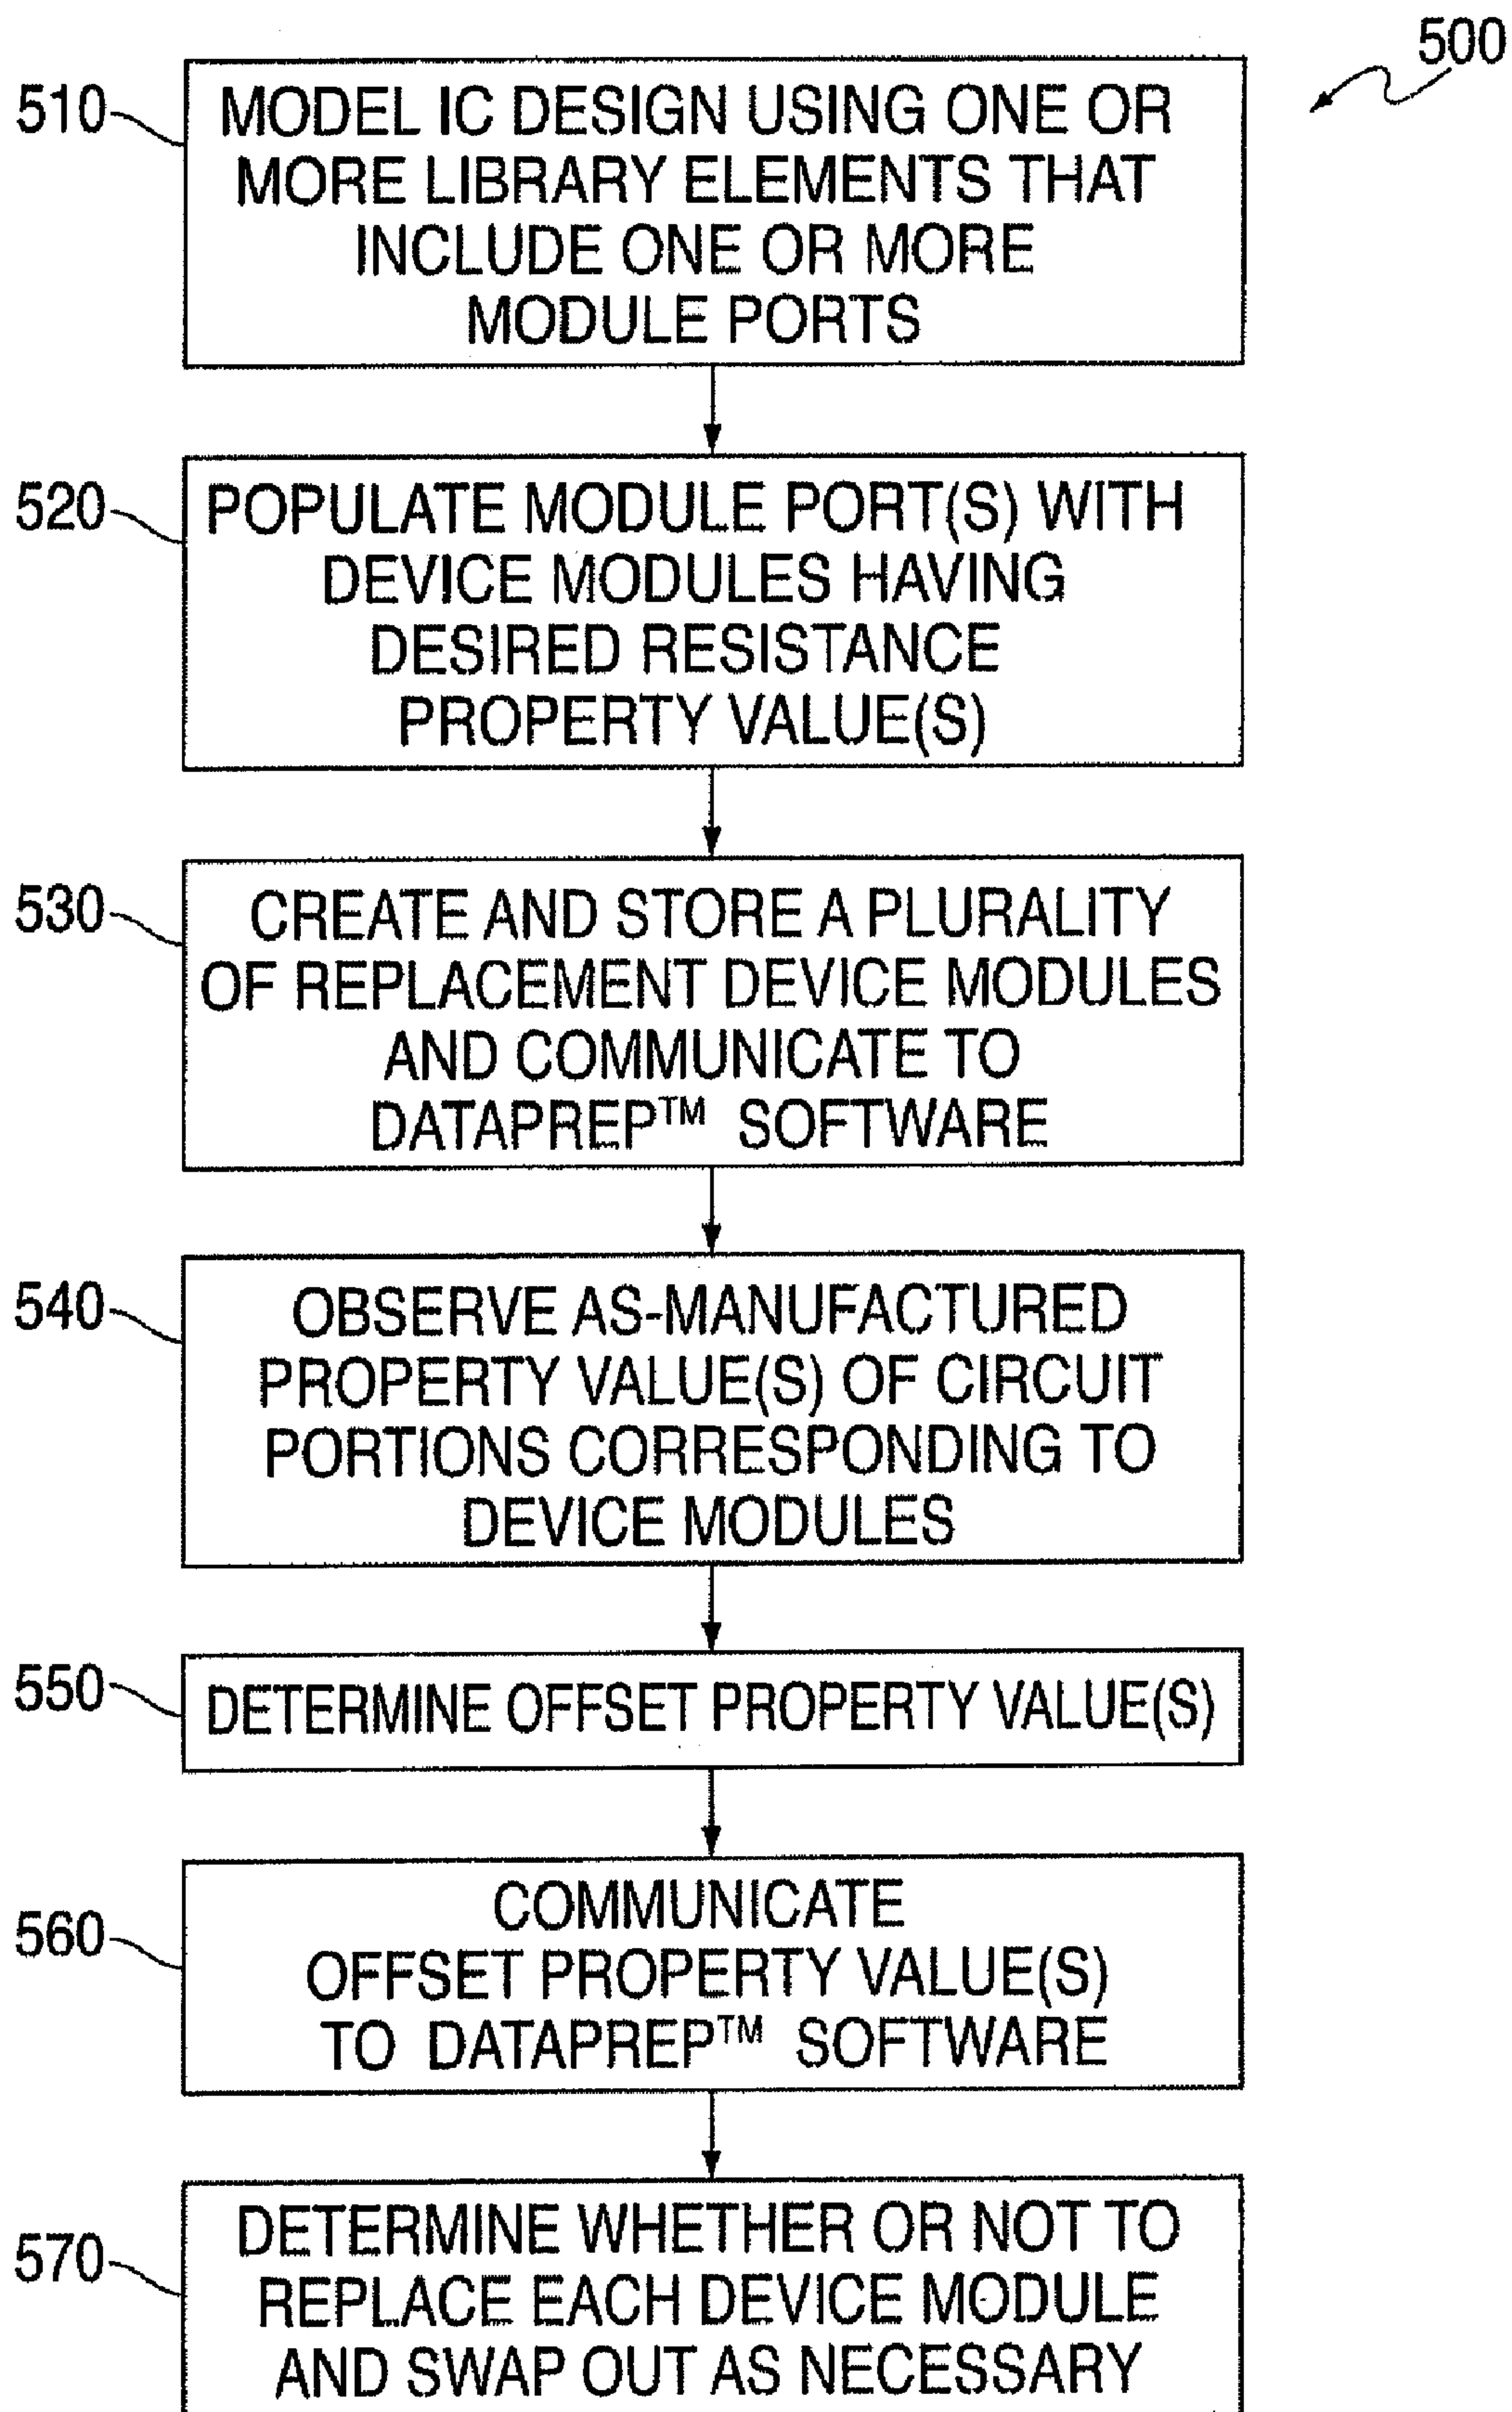 500
510
MODEL IC DESIGN USING ONE OR
MORE LIBRARY ELEMENTS THAT
INCLUDE ONE OR MORE
MODULE PORTS
520
POPULATE MODULE PORT(S) WITH
DEVICE MODULES HAVING
DESIRED RESISTANCE
PROPERTY VALUE(S)
530
CREATE AND STORE A PLURALITY
OF REPLACEMENT DEVICE MODULES
AND COMMUNICATE TO
DATAPREP™ SOFTWARE
540
OBSERVE AS-MANUFACTURED
PROPERTY VALUE(S) OF CIRCUIT
PORTIONS CORRESPONDING TO
DEVICE MODULES
550
DETERMINE OFFSET PROPERTY VALUE(S)
560
COMMUNICATE
OFFSET PROPERTY VALUE(S)
TO DATAPREP™ SOFTWARE
570
DETERMINE WHETHER OR NOT TO
REPLACE EACH DEVICE MODULE
AND SWAP OUT AS NECESSARY